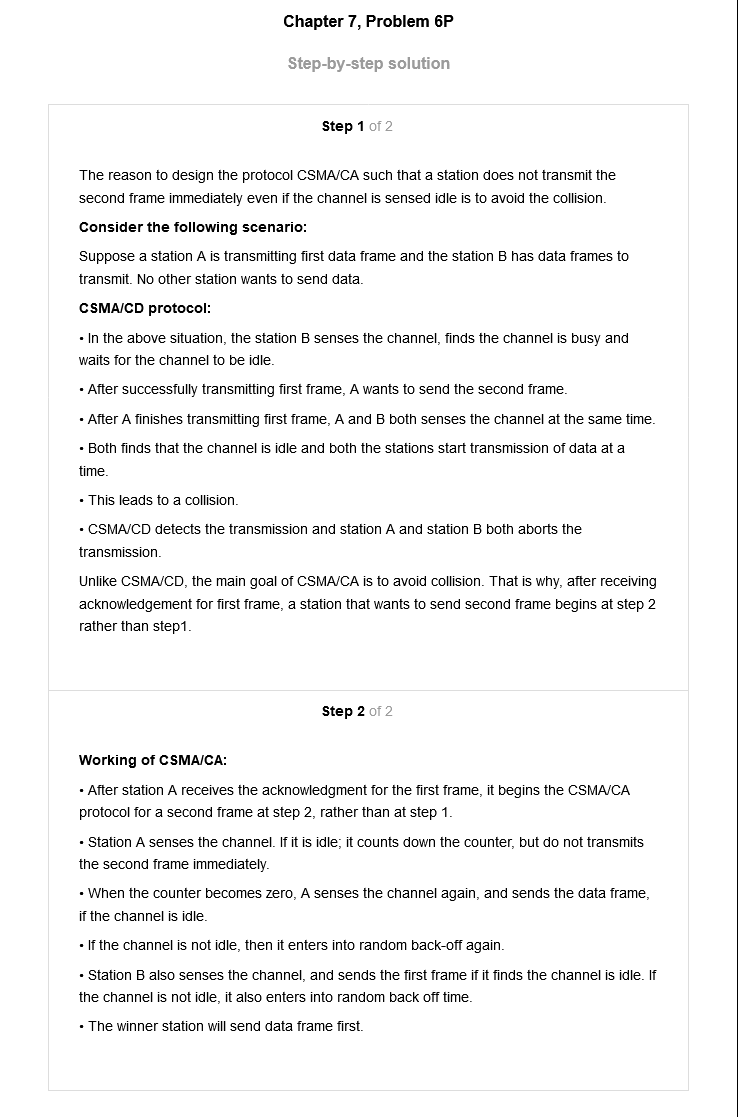 Chapter 7, Problem 6P
Step-by-step solution
Step 1 of 2
The reason to design the protocol CSMA/CA such that a station does not transmit the
second frame immediately even if the channel is sensed idle is to avoid the collision.
Consider the following scenario:
Suppose a station A is transmitting first data frame and the station B has data frames to
transmit. No other station wants to send data.
CSMA/CD protocol:
• In the above situation, the station B senses the channel, finds the channel is busy and
waits for the channel to be idle.
• After successfully transmitting first frame, A wants to send the second frame.
• After A finishes transmitting first frame, A and B both senses the channel at the same time.
• Both finds that the channel is idle and both the stations start transmission of data at a
time.
• This leads to a collision.
• CSMA/CD detects the transmission and station A and station B both aborts the
transmission.
Unlike CSMA/CD, the main goal of CSMA/CA is to avoid collision. That is why, after receiving
acknowledgement for first frame, a station that wants to send second frame begins at step 2
rather than step1.
Step 2 of 2
Working of CSMA/CA:
• After station A receives the acknowledgment for the first frame, it begins the CSMA/CA
protocol for a second frame at step 2, rather than at step 1.
• Station A senses the channel. If it is idle; it counts down the counter, but do not transmits
the second frame immediately.
• When the counter becomes zero, A senses the channel again, and sends the data frame,
if the channel is idle.
• If the channel is not idle, then it enters into random back-off again.
• Station B also senses the channel, and sends the first frame if it finds the channel is idle. If
the channel is not idle, it also enters into random back off time.
• The winner station will send data frame first.